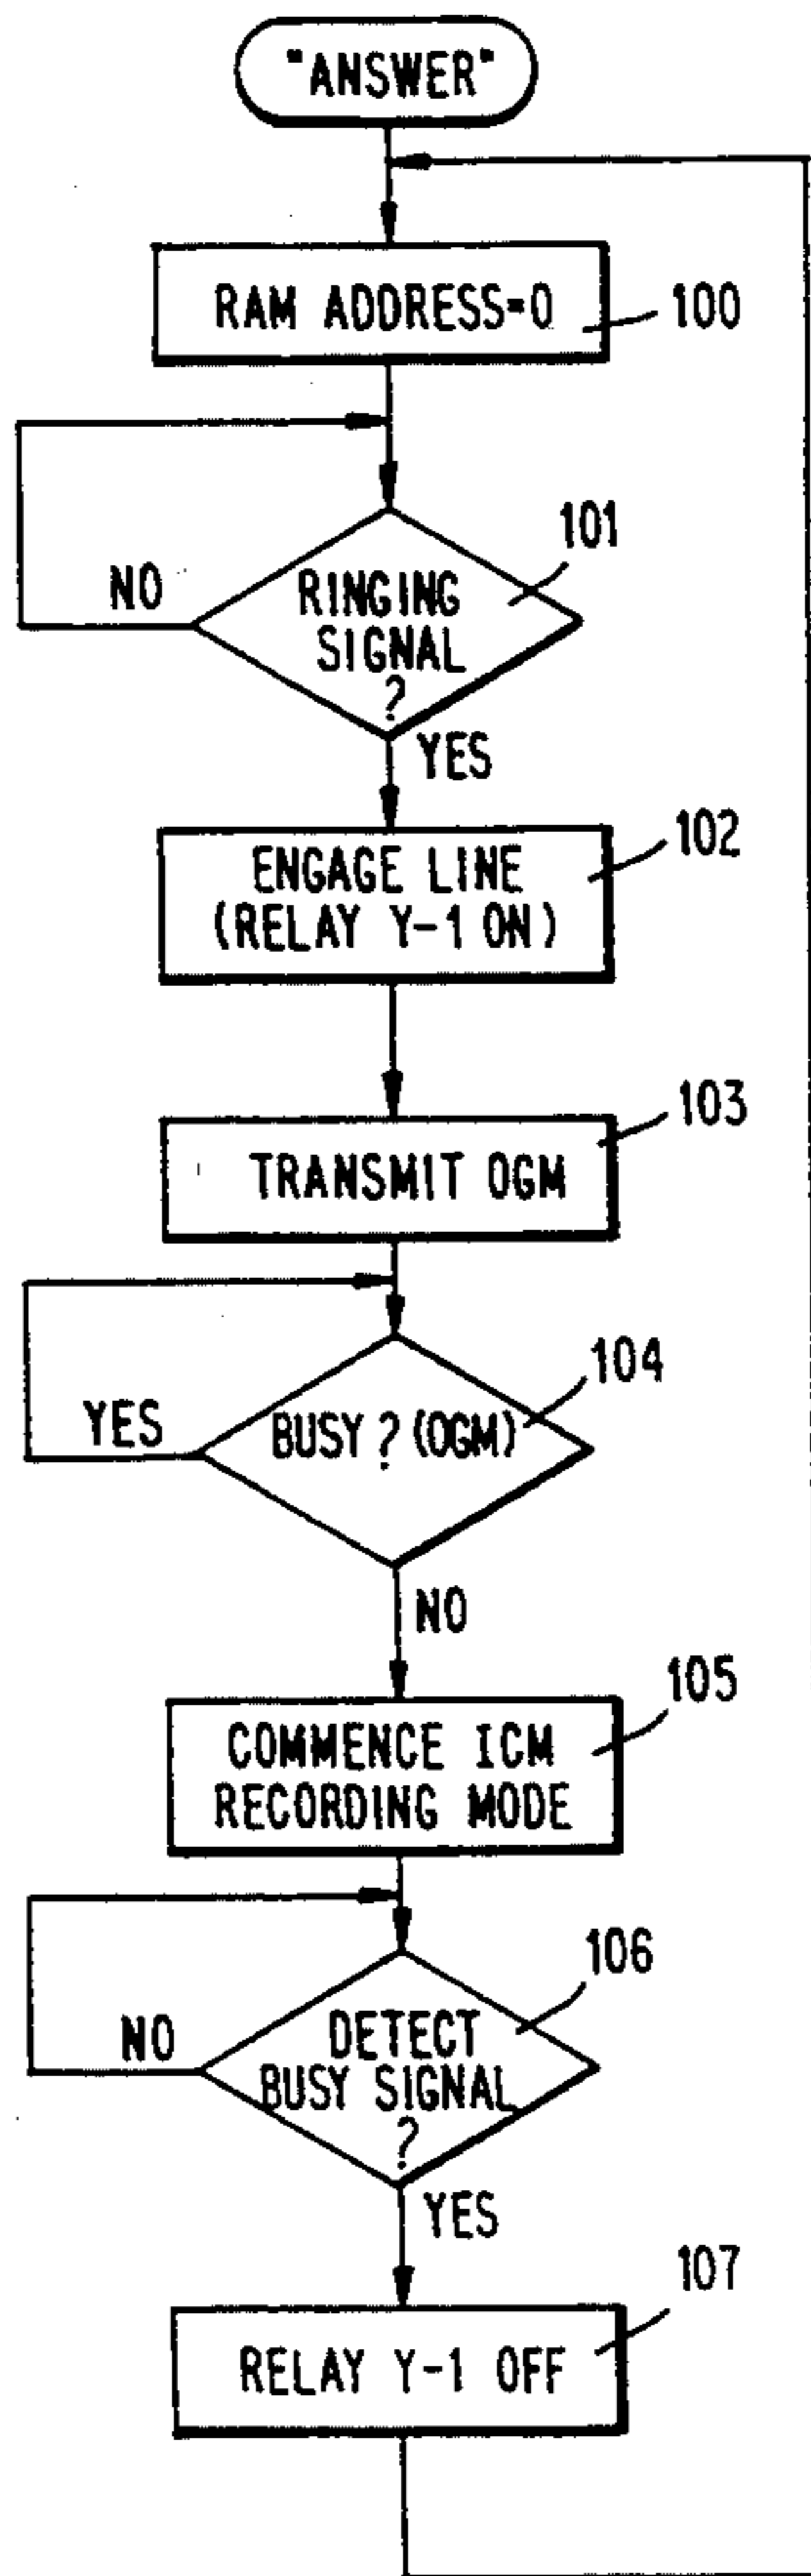 "ANSWER"
RAM ADDRESS=0
100
101
RINGING
SIGNAL
?
NO
YES
102
ENGAGE LINE
(RELAY Y-1 ON)
103
TRANSMIT OGM
104
BUSY?(OGM)
YES
NO
105
COMMENCE ICM
RECORDING MODE
106
DETECT
BUSY SIGNAL
?
NO
YES
107
RELAY Y-1 OFF